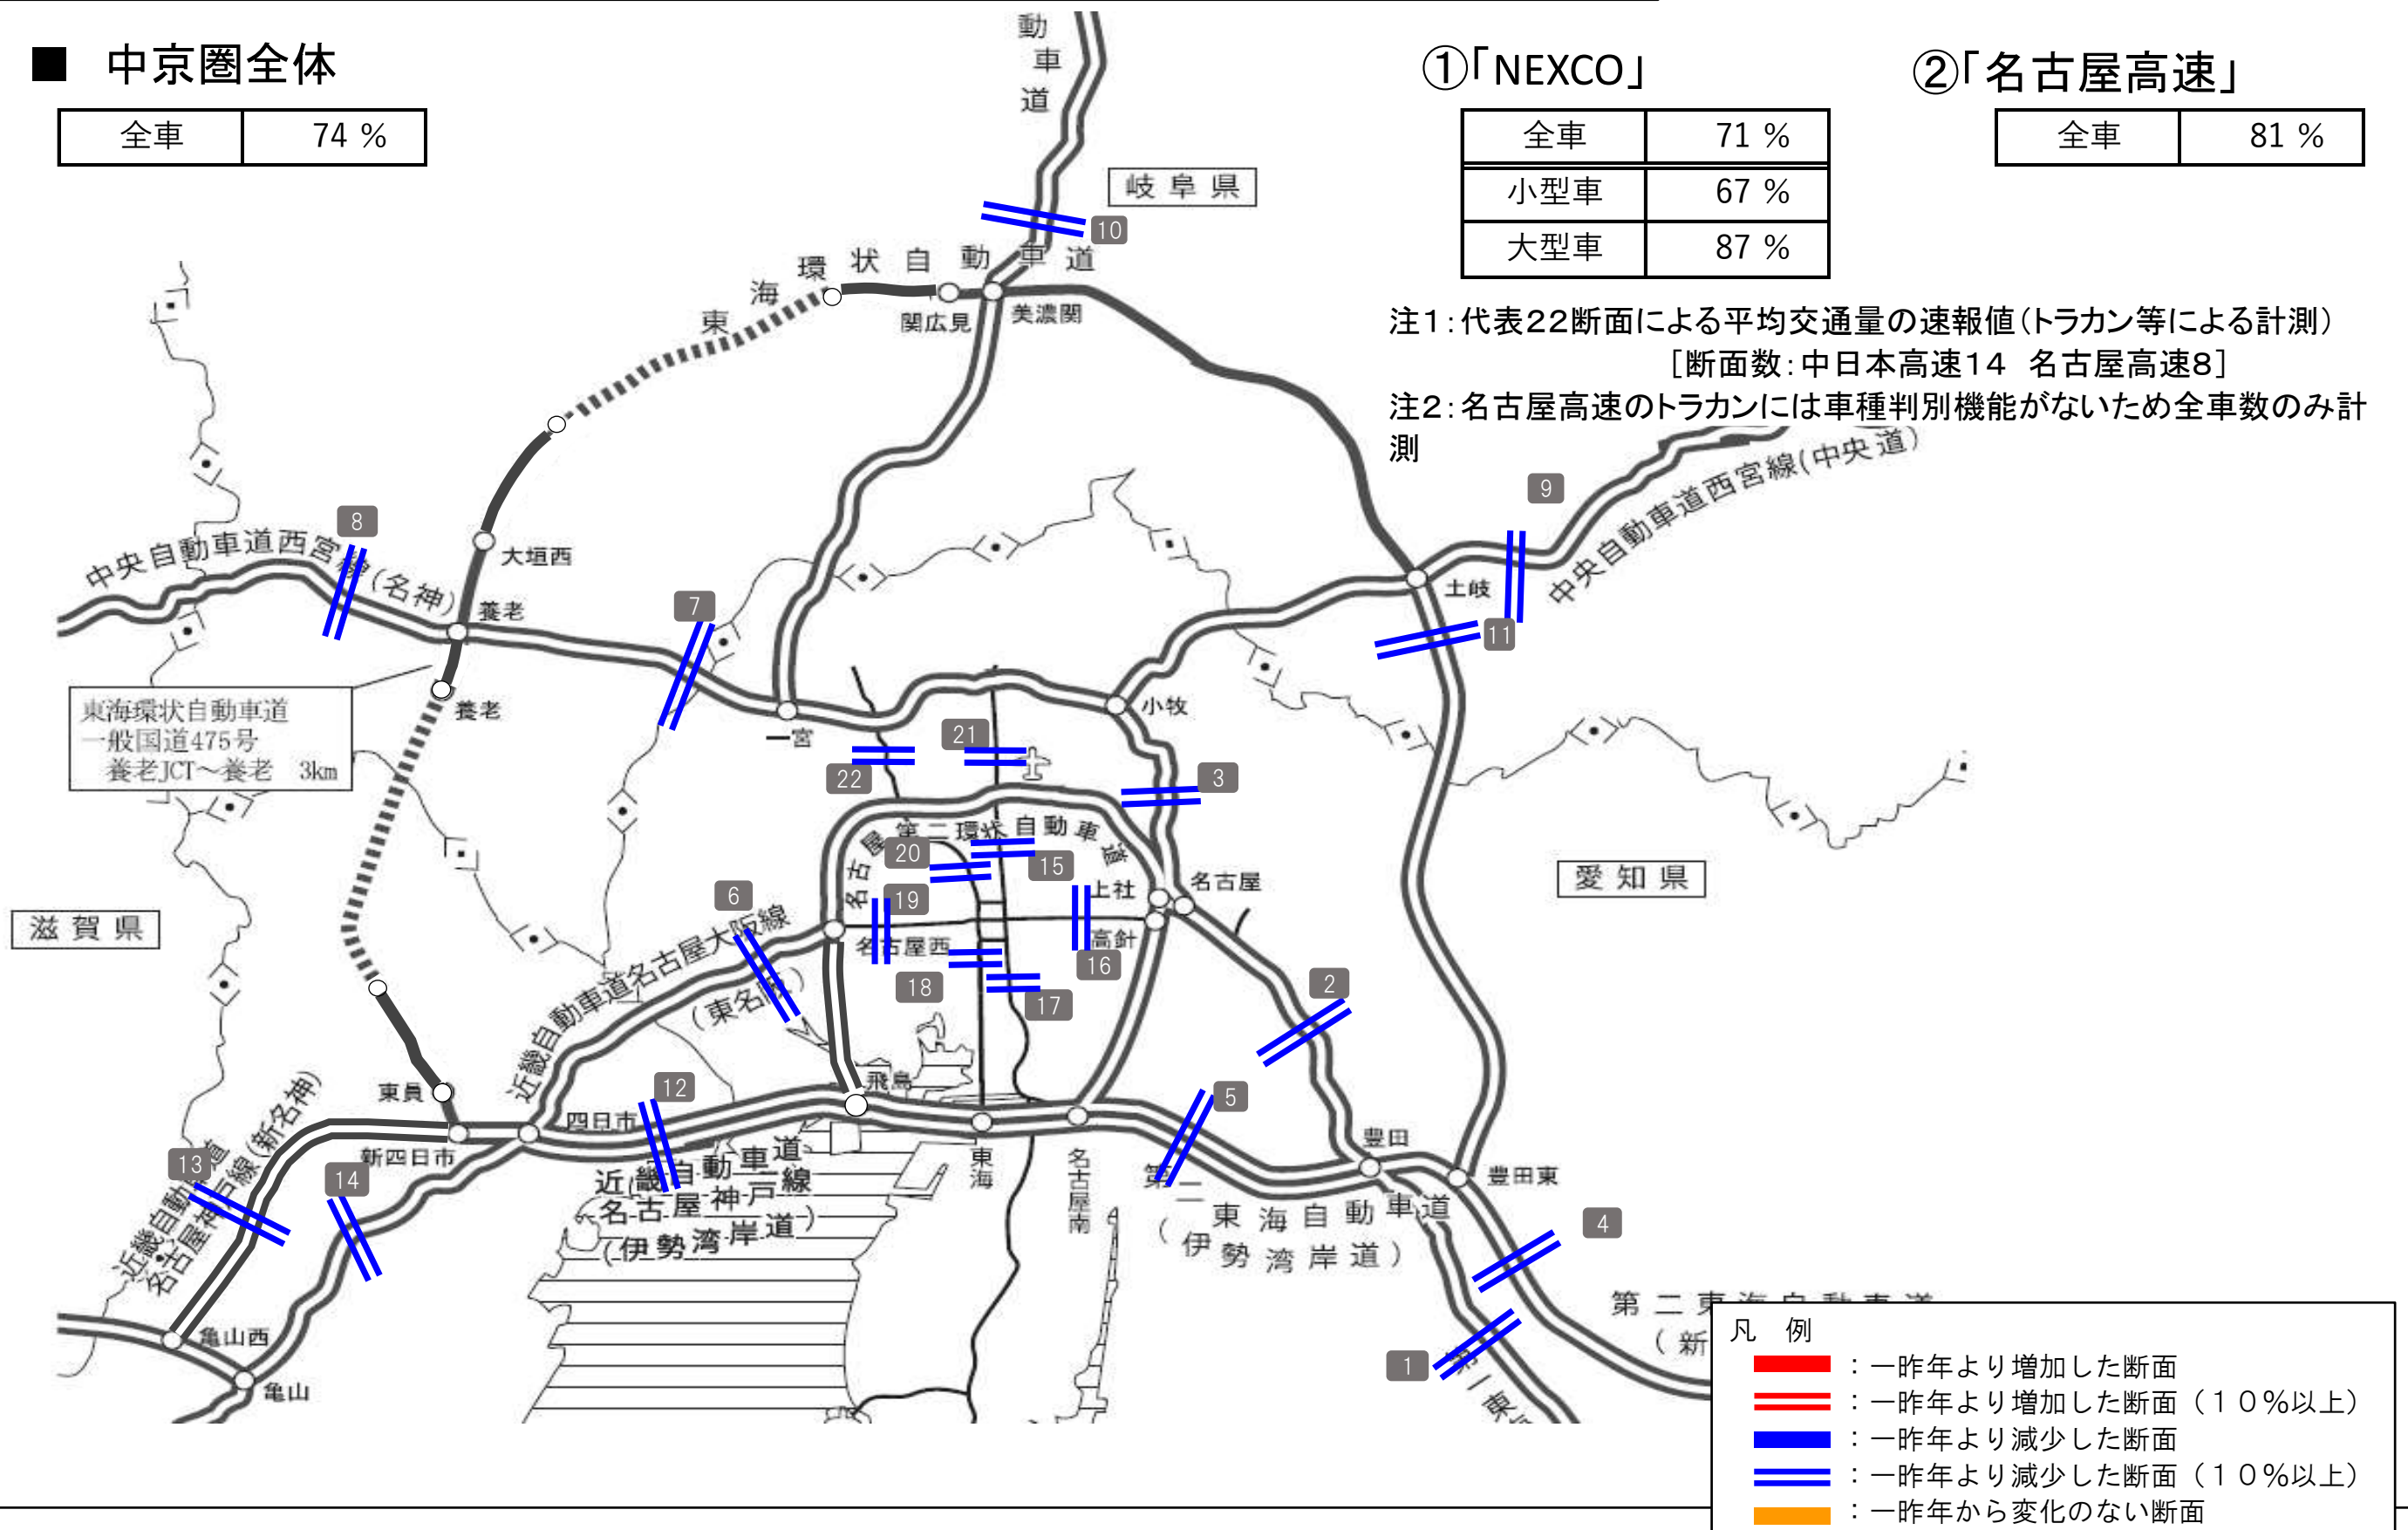 ■ 中京圏全体
全車 74 %
①「NEXCO」
全車 71 %
小型車 67 %
大型車 87 %
②「名古屋高速」
全車 81 %
注1：代表22断面による平均交通量の速報値（トラカン等による計測）
［断面数：中日本高速14 名古屋高速8］
注2：名古屋高速のトラカンには車種判別機能がないため全車数のみ計
測
動車道
岐阜県
10
東海環状自動車道
関広見
美濃関
9
中央自動車道西宮線(中央道)
8
中央自動車道西宮線(名神)
大垣西
養老
7
土岐
11
東海環状自動車道
一般国道475号
養老JCT～養老 3km
養老
一宮
小牧
21
22
3
名古屋第二環状自動車道
20
15
上社
名古屋
愛知県
19
6
滋賀県
名古屋西
高針
16
近畿自動車道名古屋大阪線
(東名阪)
18
17
2
東員
12
飛島
5
四日市
新四日市
13
14
近畿自動車道
名古屋神戸線(新名神)
近畿自動車道
名古屋神戸線
(伊勢湾岸道)
東海
名古屋南
豊田
豊田東
第二東海自動車道
(伊勢湾岸道)
4
亀山西
亀山
1
第二東海自動車道
(新
第一東
凡 例
：一昨年より増加した断面
：一昨年より増加した断面（１０％以上）
：一昨年より減少した断面
：一昨年より減少した断面（１０％以上）
：一昨年から変化のない断面